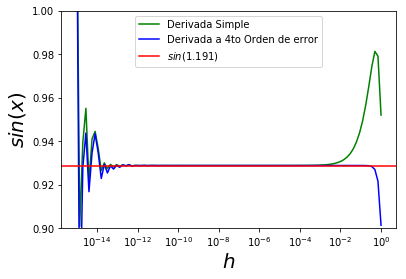 Derivada Simple
Derivada a 4to Orden de error
sin(1.191)
1.00
0.98
0.96
0.94
0.92
0.90
sin(x)
10^{-14} 10^{-12} 10^{-10} 10^{-8} 10^{-6} 10^{-4} 10^{-2} 10^{0}
h